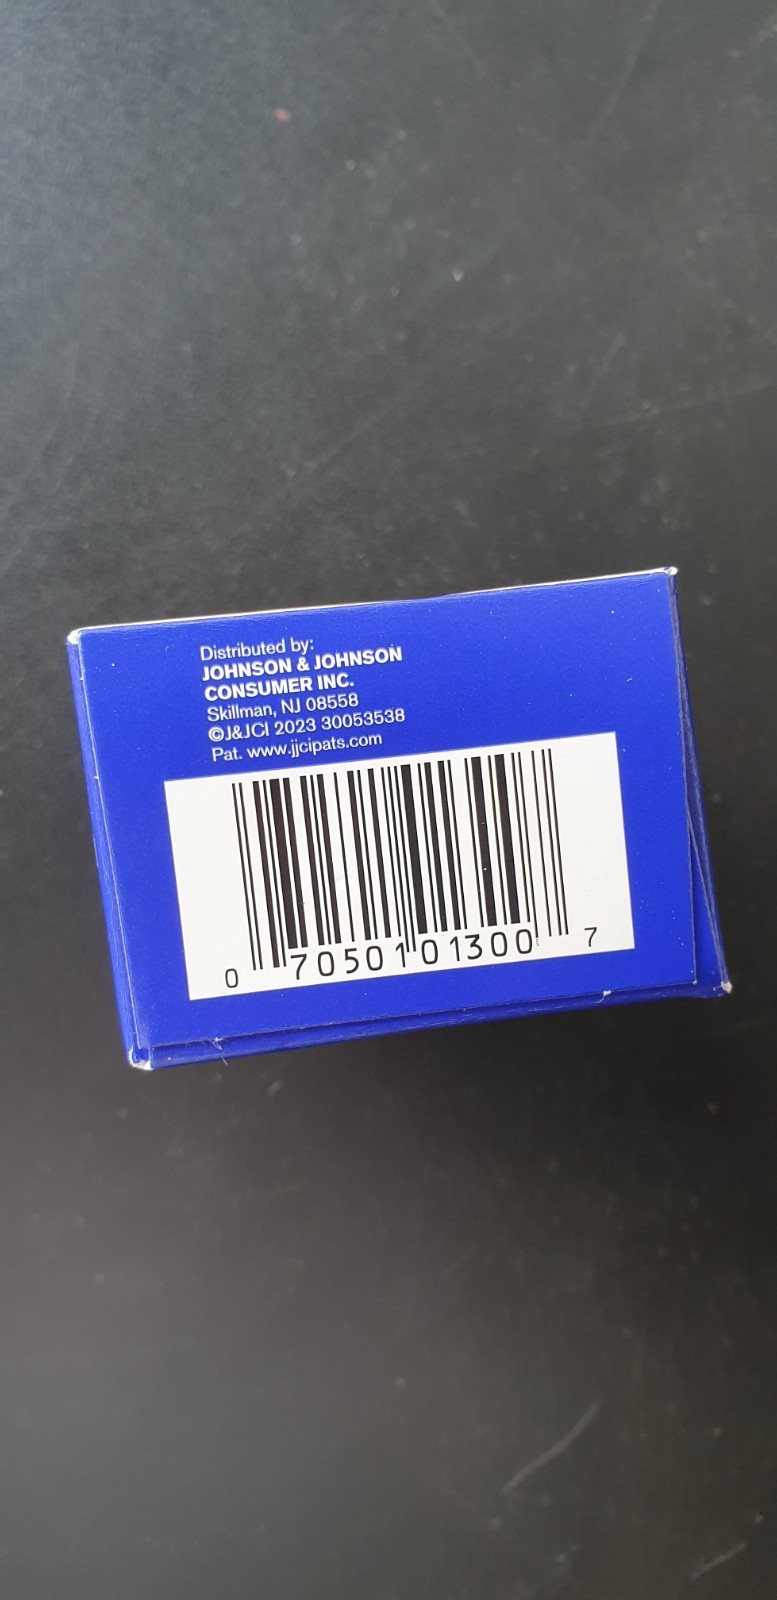 Distributed by:
JOHNSON & JOHNSON
CONSUMER INC.
Skillman, NJ 08558
©J&JCI 2023 30053538
Pat. www.jjcipats.com
0 70501 01300 7